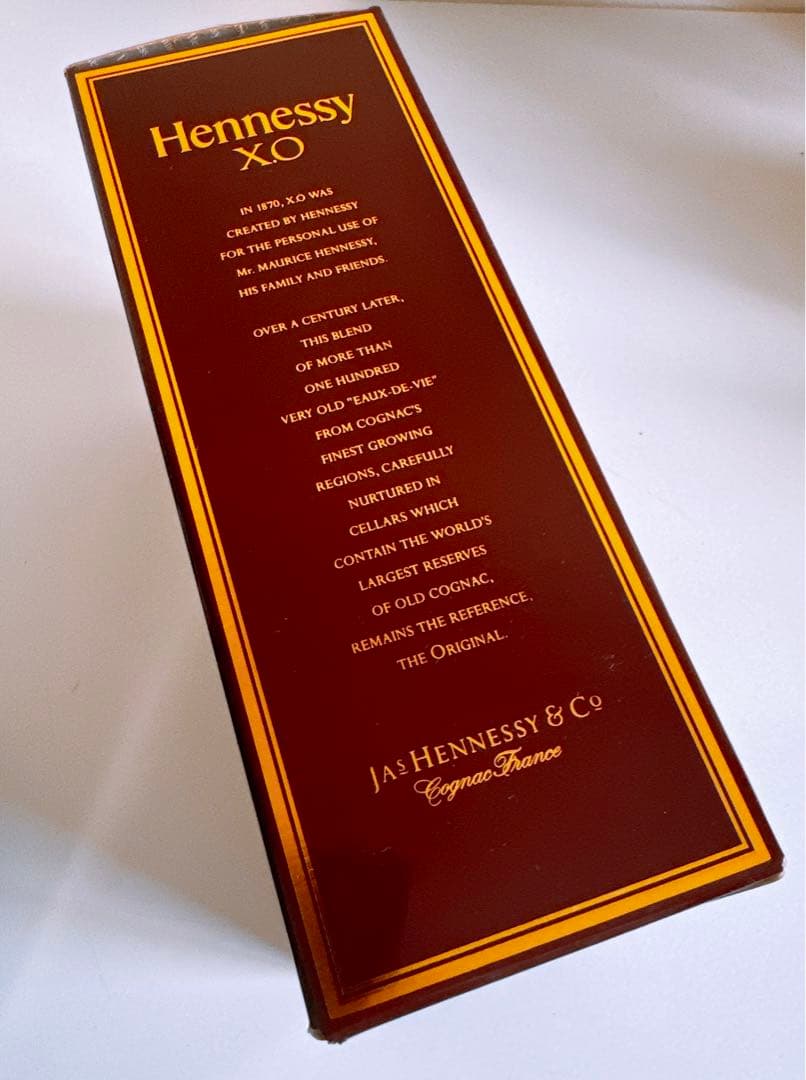 Hennessy
X.O
IN 1870, X.O WAS
CREATED BY HENNESSY
FOR THE PERSONAL USE OF
Mr. MAURICE HENNESSY,
HIS FAMILY AND FRIENDS.
OVER A CENTURY LATER,
THIS BLEND
OF MORE THAN
ONE HUNDRED
VERY OLD "EAUX-DE-VIE"
FROM COGNAC'S
FINEST GROWING
REGIONS, CAREFULLY
NURTURED IN
CELLARS WHICH
CONTAIN THE WORLD'S
LARGEST RESERVES
OF OLD COGNAC,
REMAINS THE REFERENCE.
THE ORIGINAL.
JAS HENNESSY & CO
Cognac France